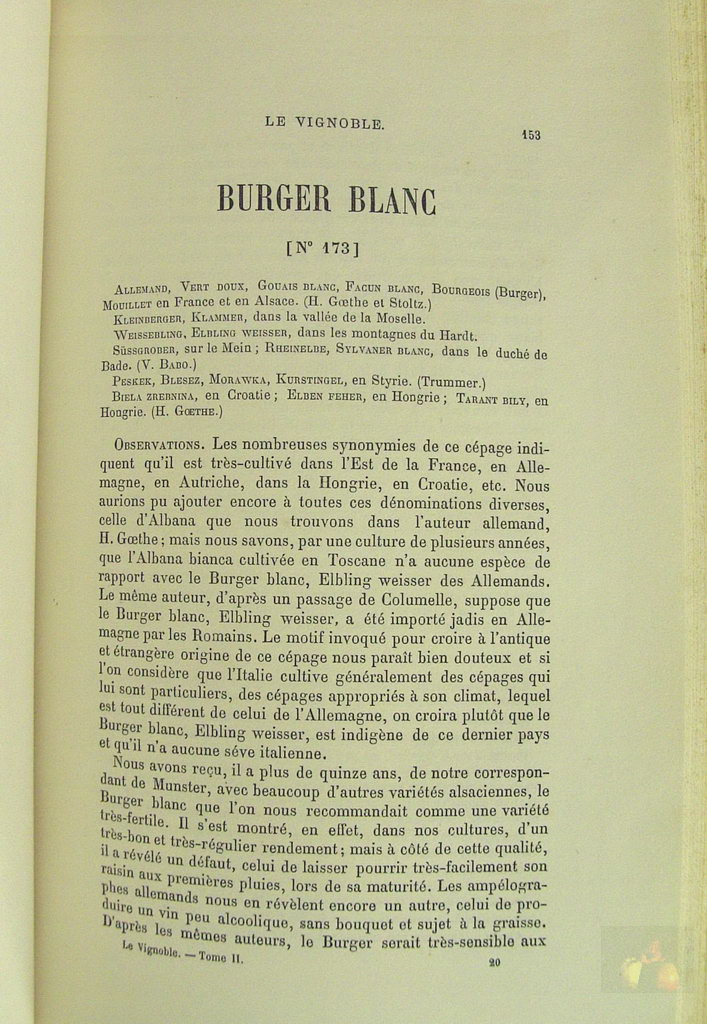 LE VIGNOBLE.
153
BURGER BLANC
[N° 173]
ALLEMAND, VERT DOUX, GOUAIS BLANC, FACUN BLANC, BOURGEOIS (Burger),
MOUILLET en France et en Alsace. (H. Gœthe et Stoltz.)
KLEINBERGER, KLAMMER, dans la vallée de la Moselle.
WEISSEBLING, ELBLING WEISSER, dans les montagnes du Hardt.
SÜSSGROBER, sur le Mein; RHEINELBE, SYLVANER BLANC, dans le duché de
Bade. (V. BABO.)
PESKEK, BLESEZ, MORAWKA, KURSTINGEL, en Styrie. (Trummer.)
BIELA ZREBNINA, en Croatie; ELBEN FEHER, en Hongrie; TARANT BILY, en
Hongrie. (H. GŒTHE.)
OBSERVATIONS. Les nombreuses synonymies de ce cépage indi-
quent qu'il est très-cultivé dans l'Est de la France, en Alle-
magne, en Autriche, dans la Hongrie, en Croatie, etc. Nous
aurions pu ajouter encore à toutes ces dénominations diverses,
celle d'Albana que nous trouvons dans l'auteur allemand,
H. Gœthe; mais nous savons, par une culture de plusieurs années,
que l'Albana bianca cultivée en Toscane n'a aucune espèce de
rapport avec le Burger blanc, Elbling weisser des Allemands.
Le même auteur, d'après un passage de Columelle, suppose que
le Burger blanc, Elbling weisser, a été importé jadis en Alle-
magne par les Romains. Le motif invoqué pour croire à l'antique
et étrangère origine de ce cépage nous paraît bien douteux et si
l'on considère que l'Italie cultive généralement des cépages qui
lui sont particuliers, des cépages appropriés à son climat, lequel
est tout différent de celui de l'Allemagne, on croira plutôt que le
Burger blanc, Elbling weisser, est indigène de ce dernier pays
et qu'il n'a aucune séve italienne.
Nous avons reçu, il a plus de quinze ans, de notre correspon-
dant de Munster, avec beaucoup d'autres variétés alsaciennes, le
Burger blanc que l'on nous recommandait comme une variété
très-fertile. Il s'est montré, en effet, dans nos cultures, d'un
très-bon et très-régulier rendement; mais à côté de cette qualité,
il a révélé un défaut, celui de laisser pourrir très-facilement son
raisin aux premières pluies, lors de sa maturité. Les ampélogra-
phes allemands nous en révèlent encore un autre, celui de pro-
duire un vin peu alcoolique, sans bouquet et sujet à la graisse.
D'après les mêmes auteurs, le Burger serait très-sensible aux
Le Vignoble. — Tome II.
20